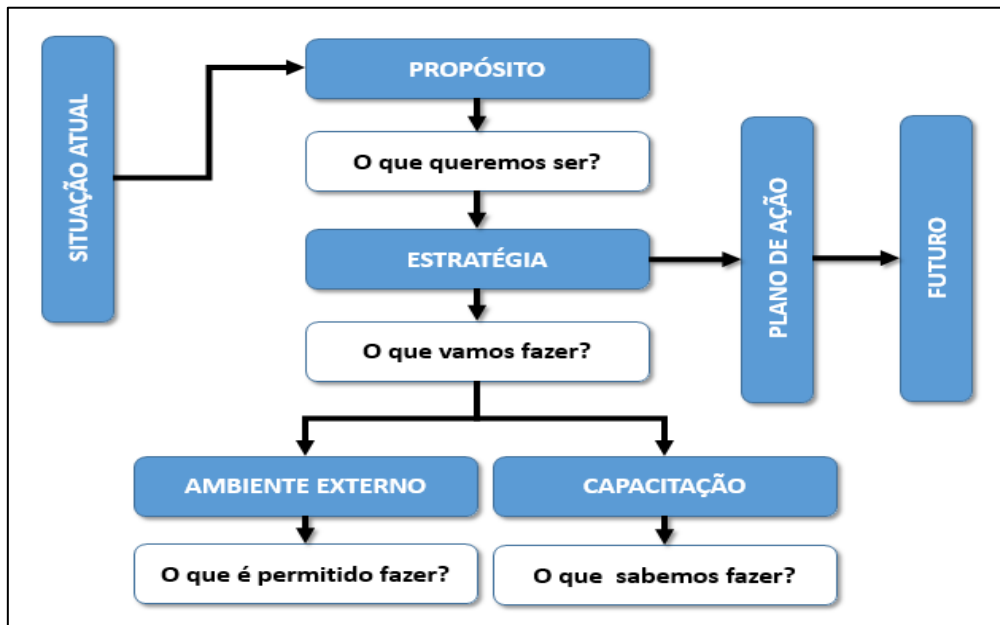 SITUAÇÃO ATUAL
PROPÓSITO
O que queremos ser?
ESTRATÉGIA
O que vamos fazer?
AMBIENTE EXTERNO
O que é permitido fazer?
CAPACITAÇÃO
O que sabemos fazer?
PLANO DE AÇÃO
FUTURO